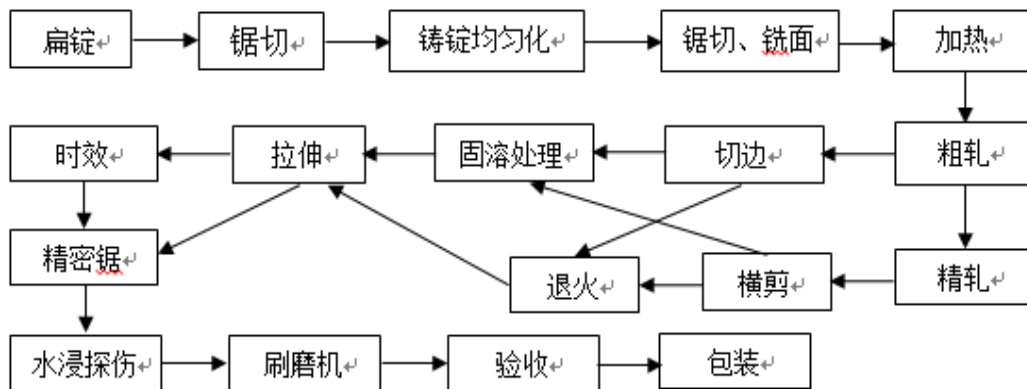 扁锭
锯切
铸锭均匀化
锯切、铣面
加热
时效
拉伸
固溶处理
切边
粗轧
精密锯
退火
横剪
精轧
水浸探伤
刷磨机
验收
包装